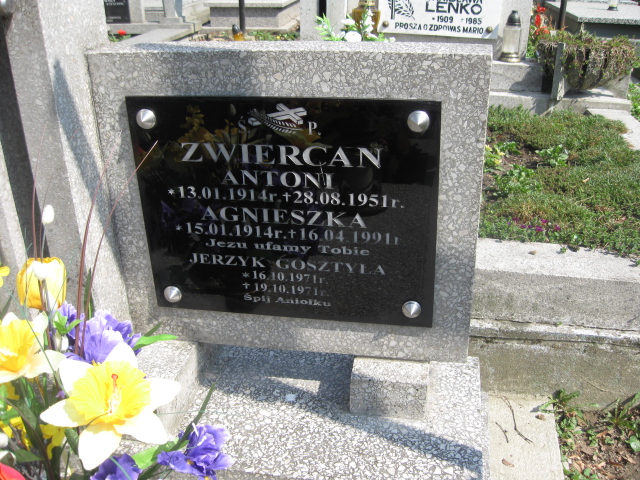 LENKO
1909 / 1985
PROSZĄ O ZDROWAŚ MARIO
Ś. P.
ZWIERCAN
ANTONI
*13.01.1914r.+28.08.1951r.
AGNIESZKA
*15.01.1914r.+16.04.1991r
Jezu ufamy Tobie
JERZYK GOSZTYŁA
*16.10.1971r.
+19.10.1971r.
Śpij Aniołku